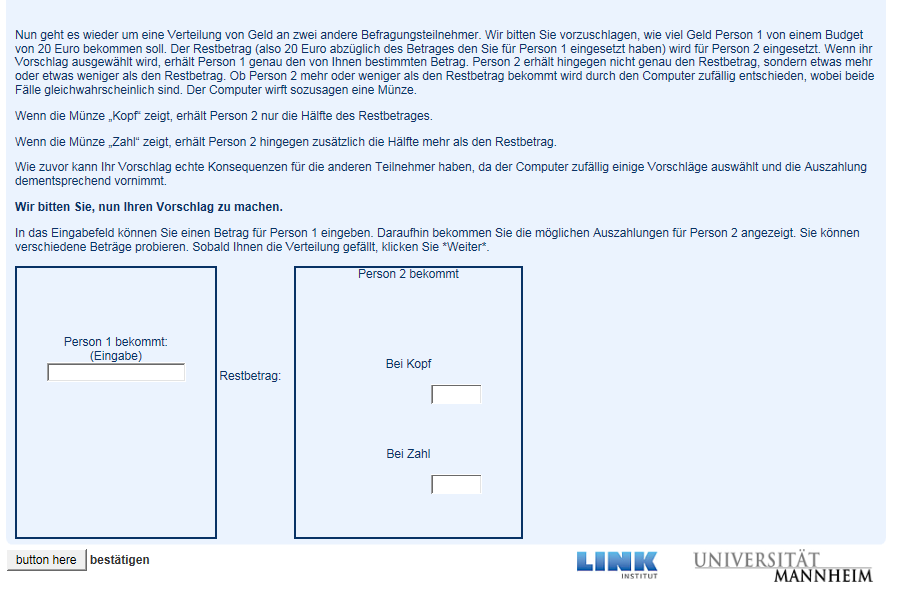 Nun geht es wieder um eine Verteilung von Geld an zwei andere Befragungsteilnehmer. Wir bitten Sie vorzuschlagen, wie viel Geld Person 1 von einem Budget
von 20 Euro bekommen soll. Der Restbetrag (also 20 Euro abzüglich des Betrages den Sie für Person 1 eingesetzt haben) wird für Person 2 eingesetzt. Wenn ihr
Vorschlag ausgewählt wird, erhält Person 1 genau den von Ihnen bestimmten Betrag. Person 2 erhält hingegen nicht genau den Restbetrag, sondern etwas mehr
oder etwas weniger als den Restbetrag. Ob Person 2 mehr oder weniger als den Restbetrag bekommt wird durch den Computer zufällig entschieden, wobei beide
Fälle gleichwahrscheinlich sind. Der Computer wirft sozusagen eine Münze.
Wenn die Münze „Kopf“ zeigt, erhält Person 2 nur die Hälfte des Restbetrages.
Wenn die Münze „Zahl“ zeigt, erhält Person 2 hingegen zusätzlich die Hälfte mehr als den Restbetrag.
Wie zuvor kann Ihr Vorschlag echte Konsequenzen für die anderen Teilnehmer haben, da der Computer zufällig einige Vorschläge auswählt und die Auszahlung
dementsprechend vornimmt.
Wir bitten Sie, nun Ihren Vorschlag zu machen.
In das Eingabefeld können Sie einen Betrag für Person 1 eingeben. Daraufhin bekommen Sie die möglichen Auszahlungen für Person 2 angezeigt. Sie können
verschiedene Beträge probieren. Sobald Ihnen die Verteilung gefällt, klicken Sie *Weiter*.
Person 1 bekommt:
(Eingabe)
Restbetrag:
Person 2 bekommt
Bei Kopf
Bei Zahl
button here bestätigen
LINK
INSTITUT
UNIVERSITÄT
MANNHEIM